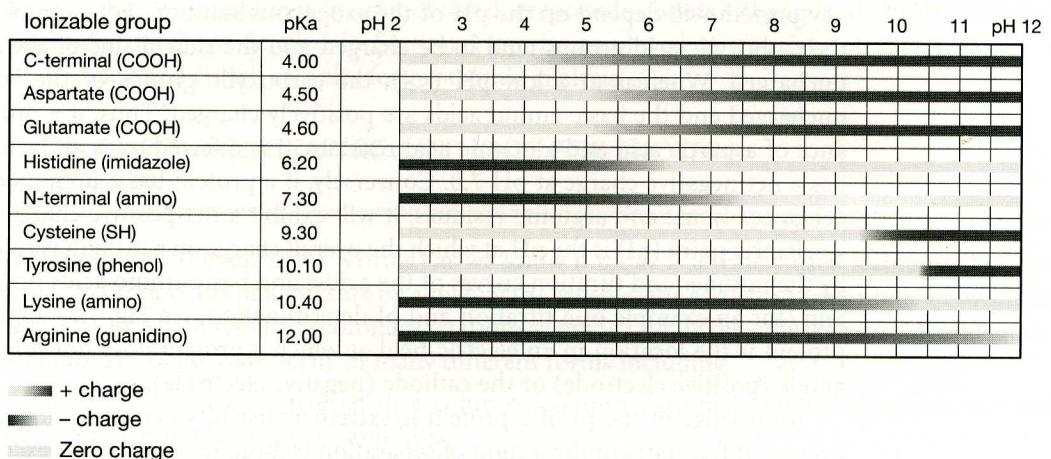 Ionizable group pKa pH 2 3 4 5 6 7 8 9 10 11 pH 12
C-terminal (COOH) 4.00
Aspartate (COOH) 4.50
Glutamate (COOH) 4.60
Histidine (imidazole) 6.20
N-terminal (amino) 7.30
Cysteine (SH) 9.30
Tyrosine (phenol) 10.10
Lysine (amino) 10.40
Arginine (guanidino) 12.00
+ charge
– charge
Zero charge